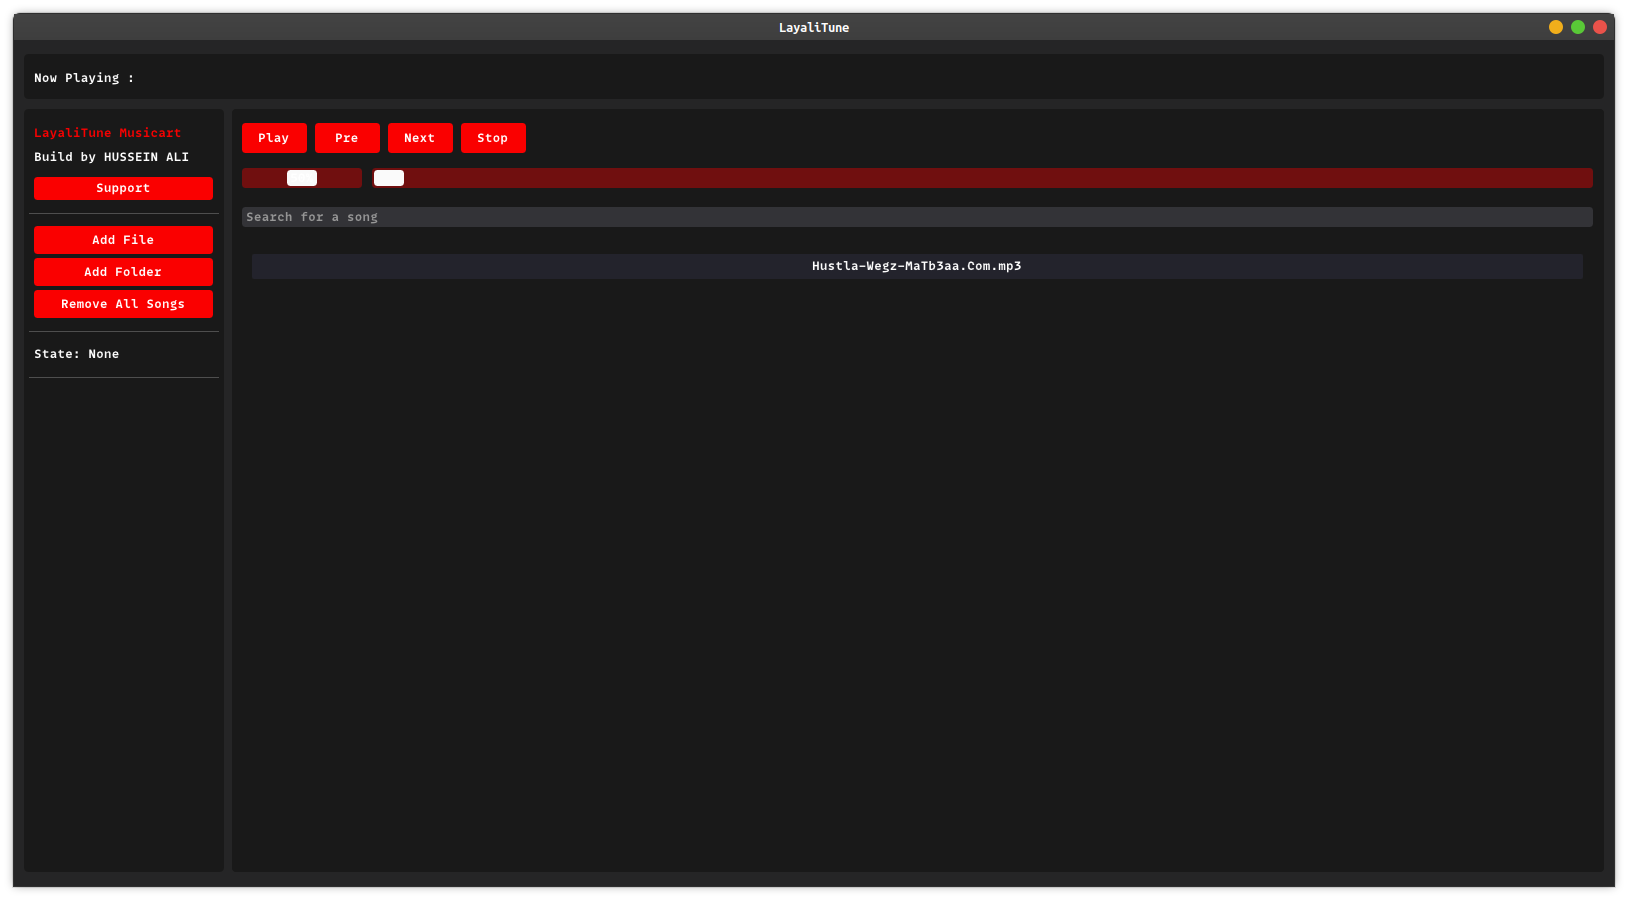 LayaliTune
Now Playing :
LayaliTune Musicart
Build by HUSSEIN ALI
Support
Add File
Add Folder
Remove All Songs
State: None
Play Pre Next Stop
Search for a song
Hustla-Wegz-MaTb3aa.Com.mp3